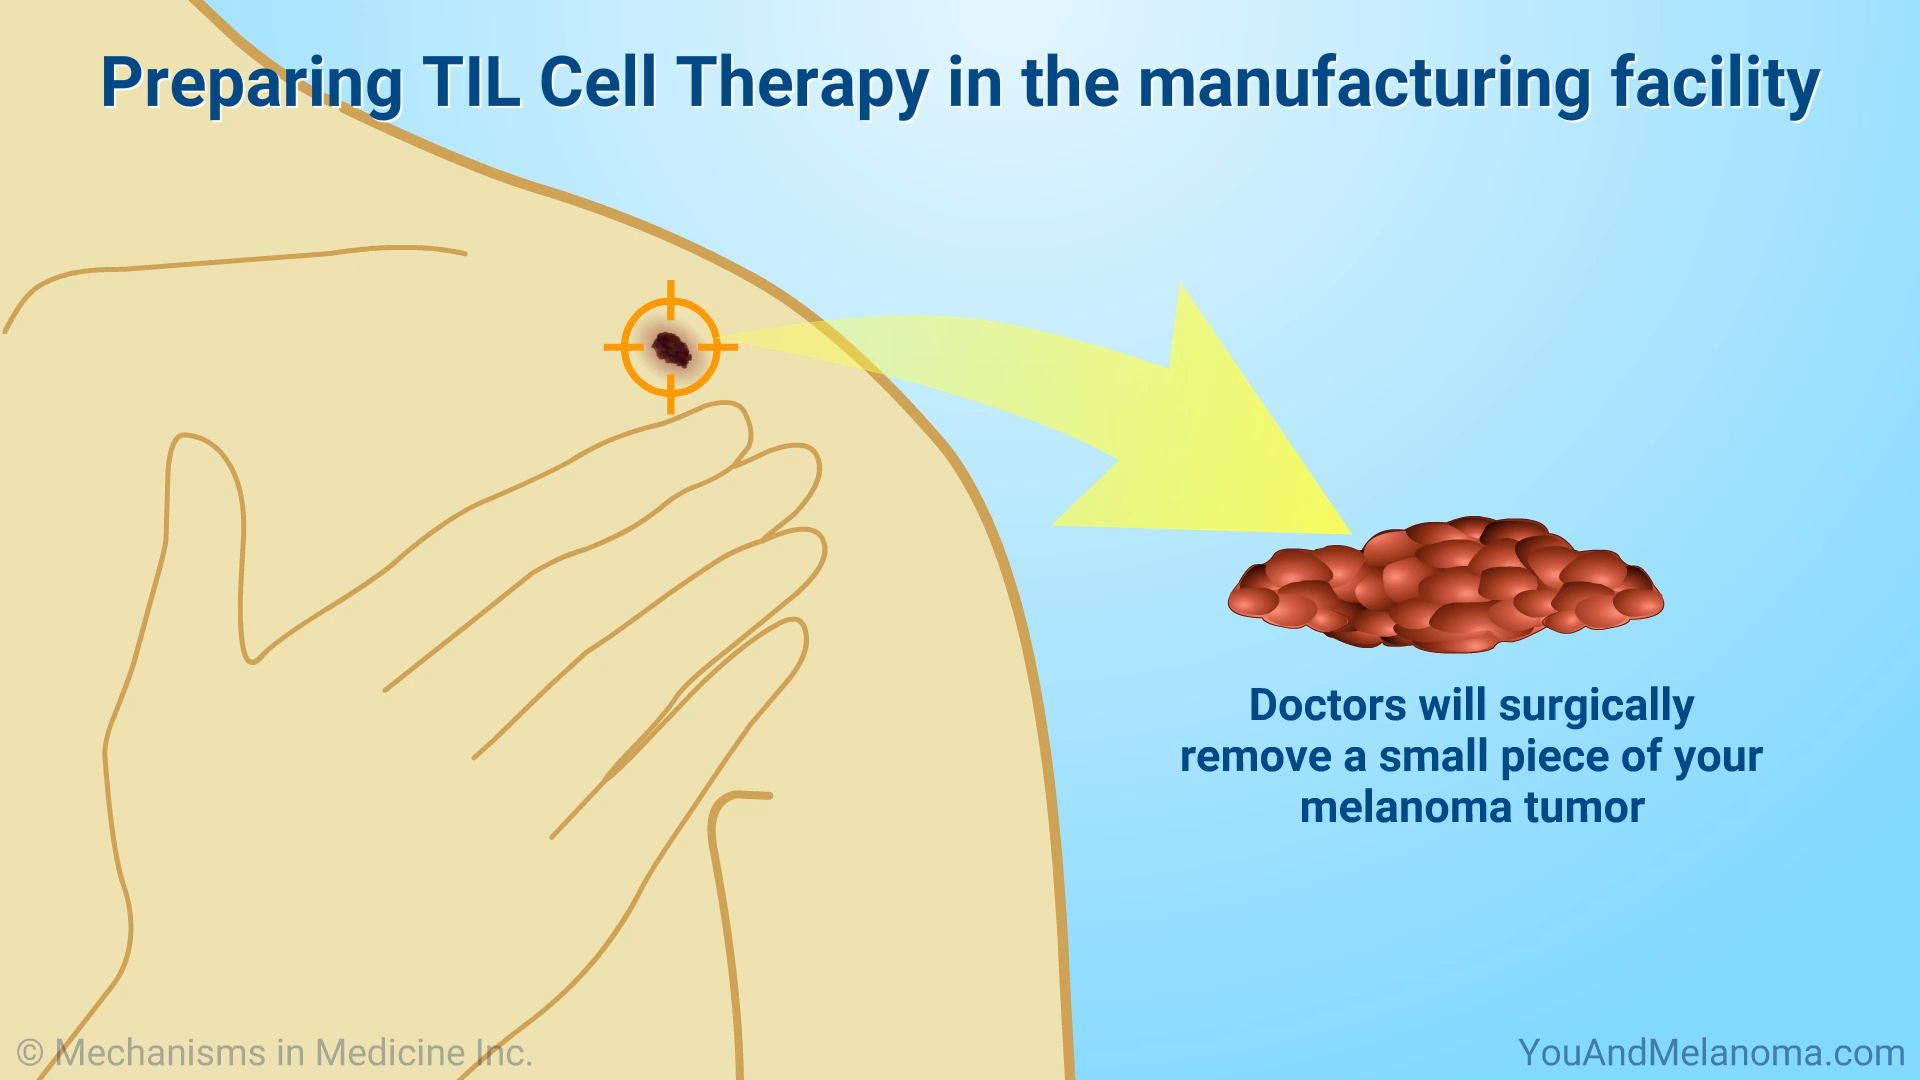 Preparing TIL Cell Therapy in the manufacturing facility
Doctors will surgically
remove a small piece of your
melanoma tumor
© Mechanisms in Medicine Inc.
YouAndMelanoma.com